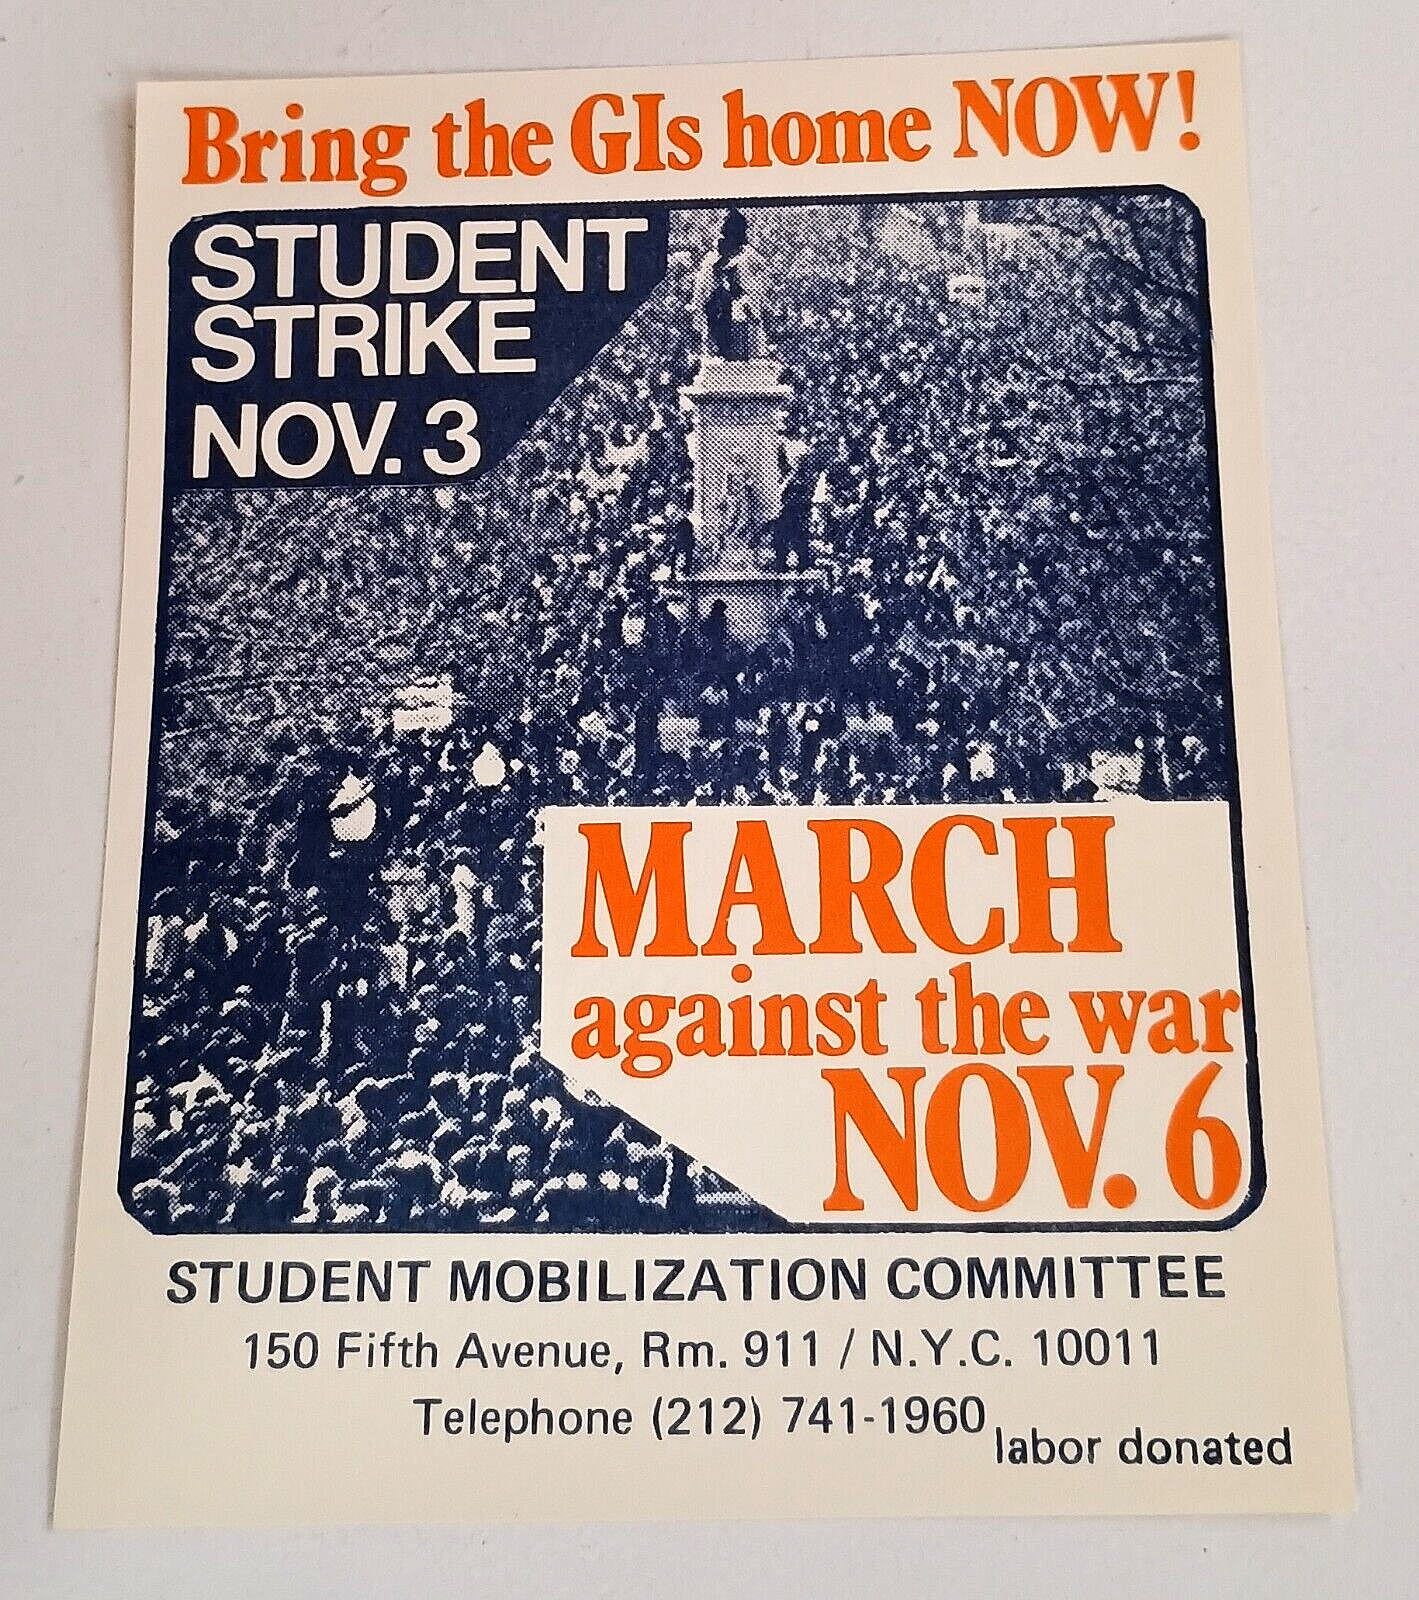 Bring the GIs home NOW!
STUDENT
STRIKE
NOV. 3
MARCH
against the war
NOV. 6
STUDENT MOBILIZATION COMMITTEE
150 Fifth Avenue, Rm. 911 / N.Y.C. 10011
Telephone (212) 741-1960
labor donated